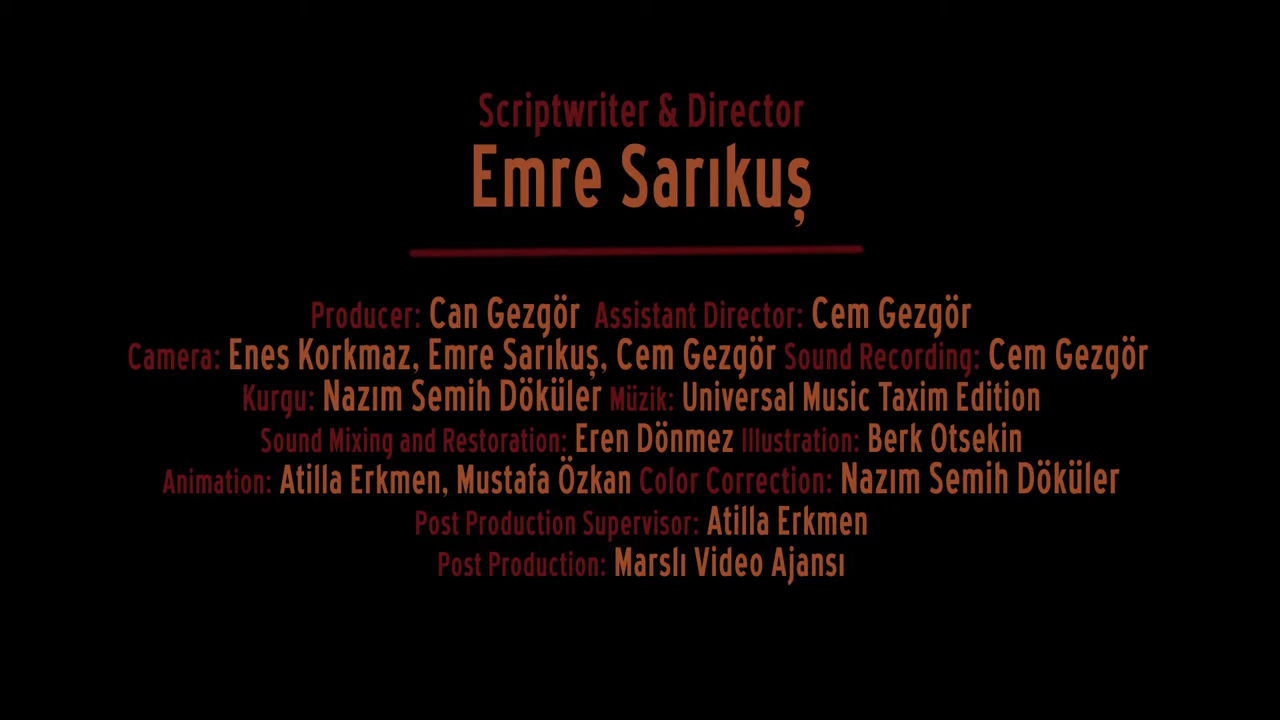 Scriptwriter & Director
Emre Sarıkuş
Producer: Can Gezgör Assistant Director: Cem Gezgör
Camera: Enes Korkmaz, Emre Sarıkuş, Cem Gezgör Sound Recording: Cem Gezgör
Kurgu: Nazım Semih Döküler Müzik: Universal Music Taxim Edition
Sound Mixing and Restoration: Eren Dönmez Illustration: Berk Otsekin
Animation: Atilla Erkmen, Mustafa Özkan Color Correction: Nazım Semih Döküler
Post Production Supervisor: Atilla Erkmen
Post Production: Marslı Video Ajansı